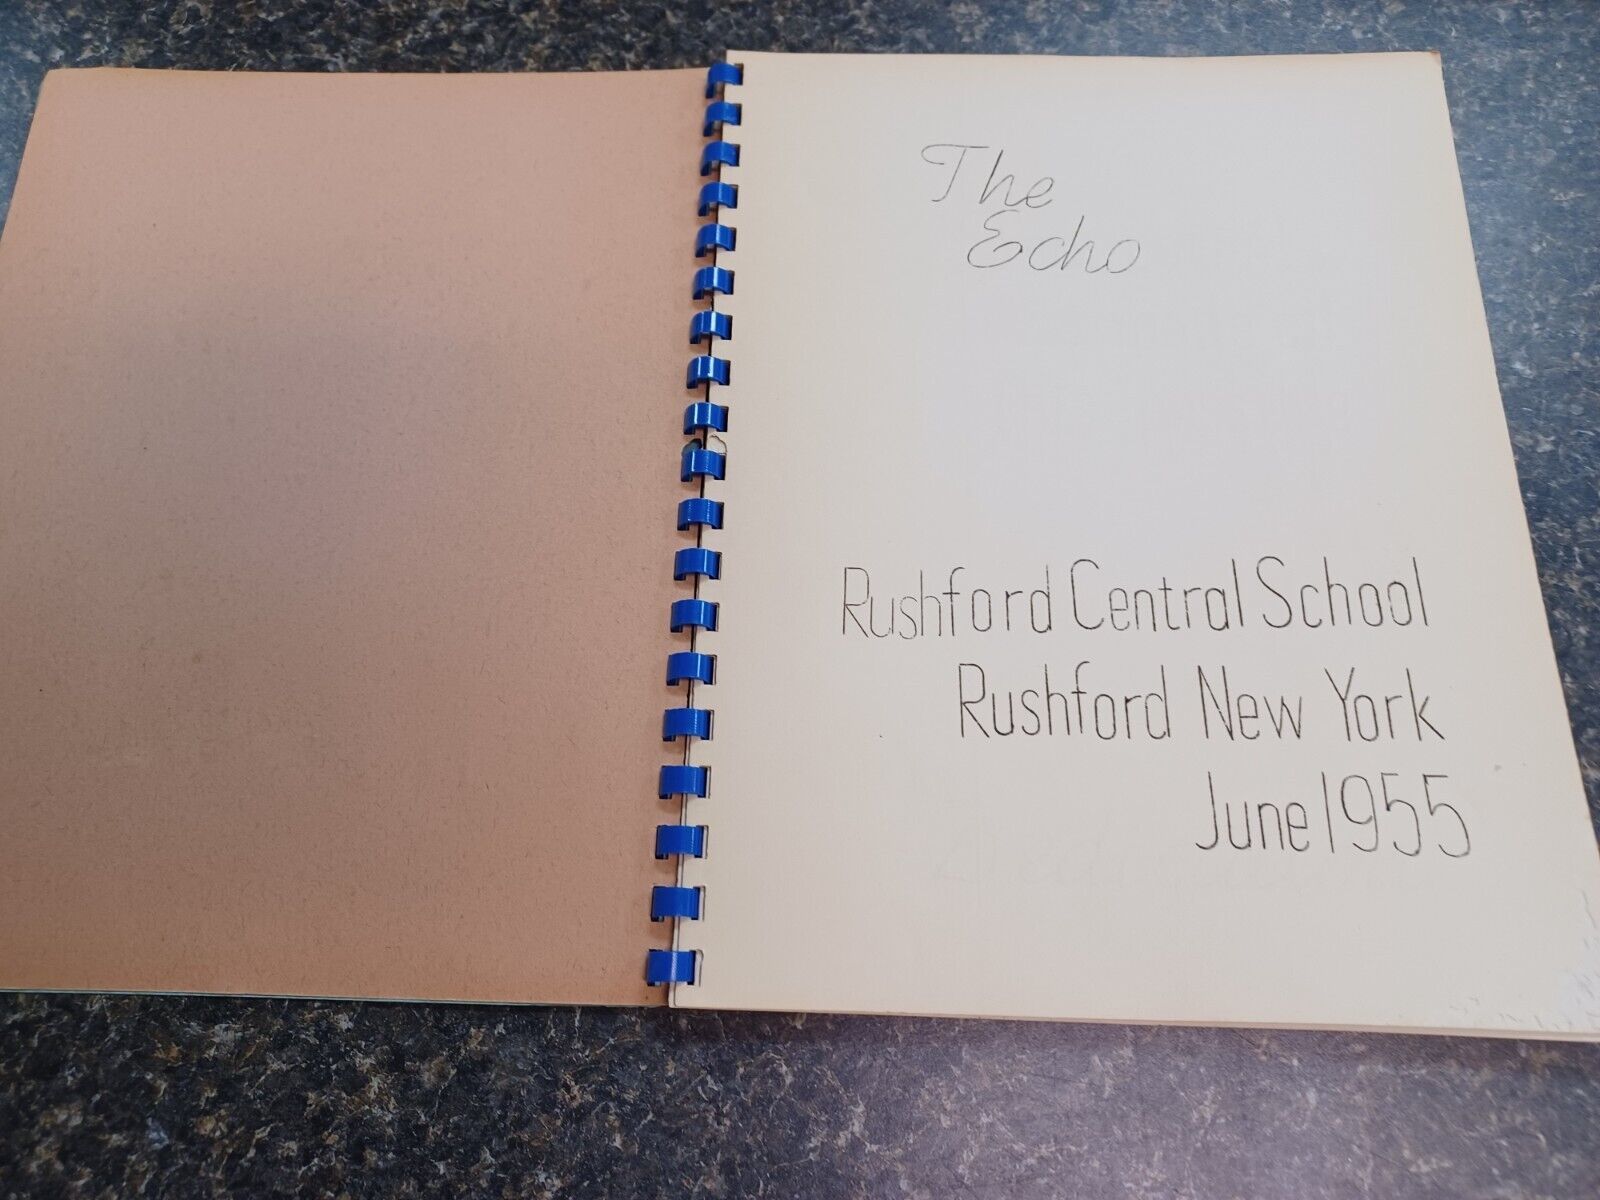 The
Echo
Rushford Central School
Rushford New York
June 1955